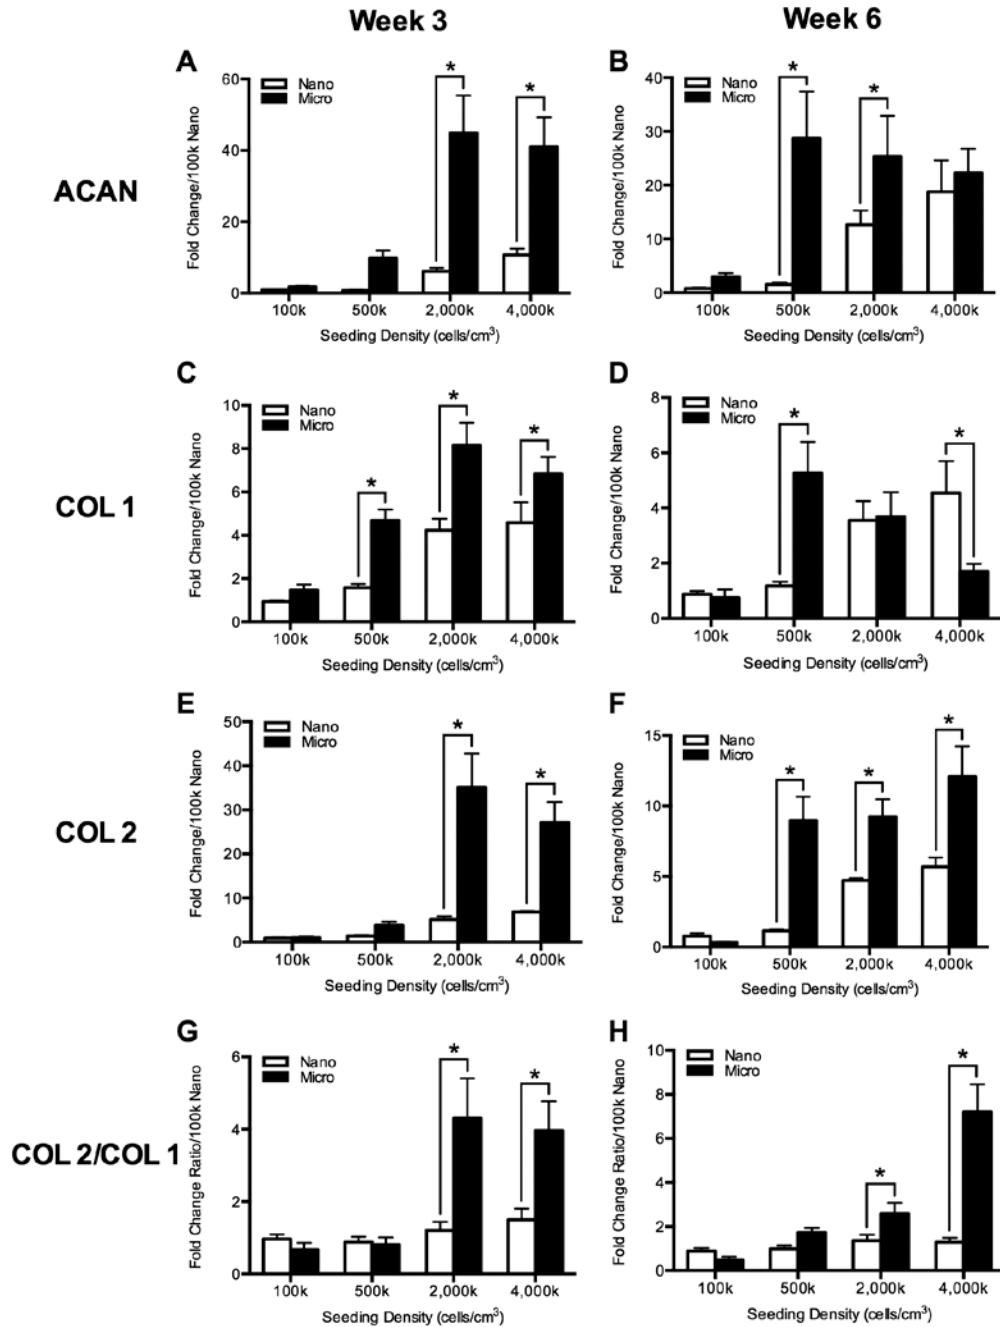 Week 3
Week 6
ACAN
A
Nano
Micro
Fold Change/100k Nano
60
40
20
0
100k 500k 2,000k 4,000k
Seeding Density (cells/cm³)
*
*
B
Nano
Micro
Fold Change/100k Nano
40
30
20
10
0
100k 500k 2,000k 4,000k
Seeding Density (cells/cm³)
*
*
COL 1
C
Nano
Micro
Fold Change/100k Nano
10
8
6
4
2
0
100k 500k 2,000k 4,000k
Seeding Density (cells/cm³)
*
*
*
D
Nano
Micro
Fold Change/100k Nano
8
6
4
2
0
100k 500k 2,000k 4,000k
Seeding Density (cells/cm³)
*
*
COL 2
E
Nano
Micro
Fold Change/100k Nano
50
40
30
20
10
0
100k 500k 2,000k 4,000k
Seeding Density (cells/cm³)
*
*
F
Nano
Micro
Fold Change/100k Nano
15
10
5
0
100k 500k 2,000k 4,000k
Seeding Density (cells/cm³)
*
*
*
COL 2/COL 1
G
Nano
Micro
Fold Change Ratio/100k Nano
6
4
2
0
100k 500k 2,000k 4,000k
Seeding Density (cells/cm³)
*
*
H
Nano
Micro
Fold Change Ratio/100k Nano
10
8
6
4
2
0
100k 500k 2,000k 4,000k
Seeding Density (cells/cm³)
*
*